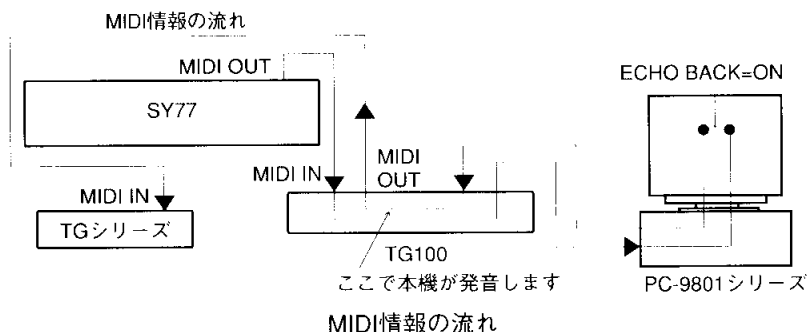 MIDI情報の流れ
MIDI OUT
SY77
ECHO BACK=ON
MIDI IN
MIDI OUT
MIDI IN
TGシリーズ
TG100
ここで本機が発音します
PC-9801シリーズ
MIDI情報の流れ